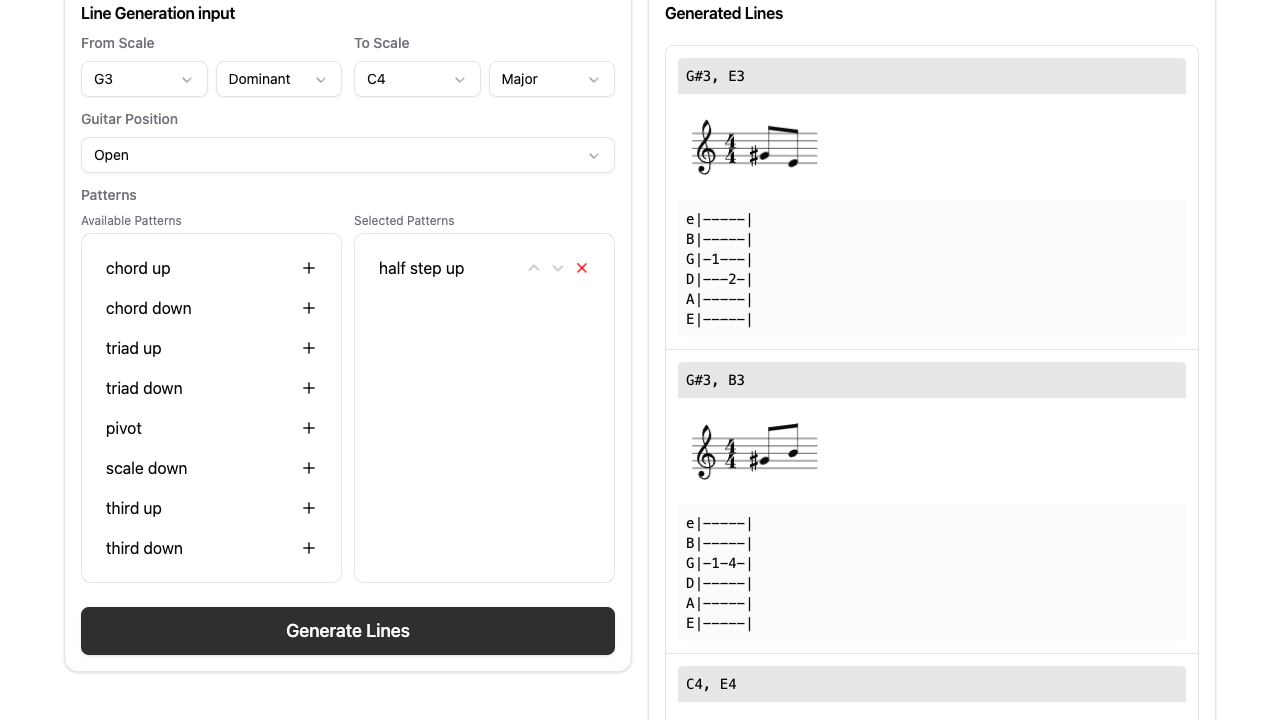 Line Generation input
From Scale
To Scale
G3
Dominant
C4
Major
Guitar Position
Open
Patterns
Available Patterns
Selected Patterns
chord up
chord down
triad up
triad down
pivot
scale down
third up
third down
half step up
Generate Lines
Generated Lines
G#3, E3
4
4
e|-----|
B|-----|
G|-1---|
D|---2-|
A|-----|
E|-----|
G#3, B3
4
4
e|-----|
B|-----|
G|-1-4-|
D|-----|
A|-----|
E|-----|
C4, E4